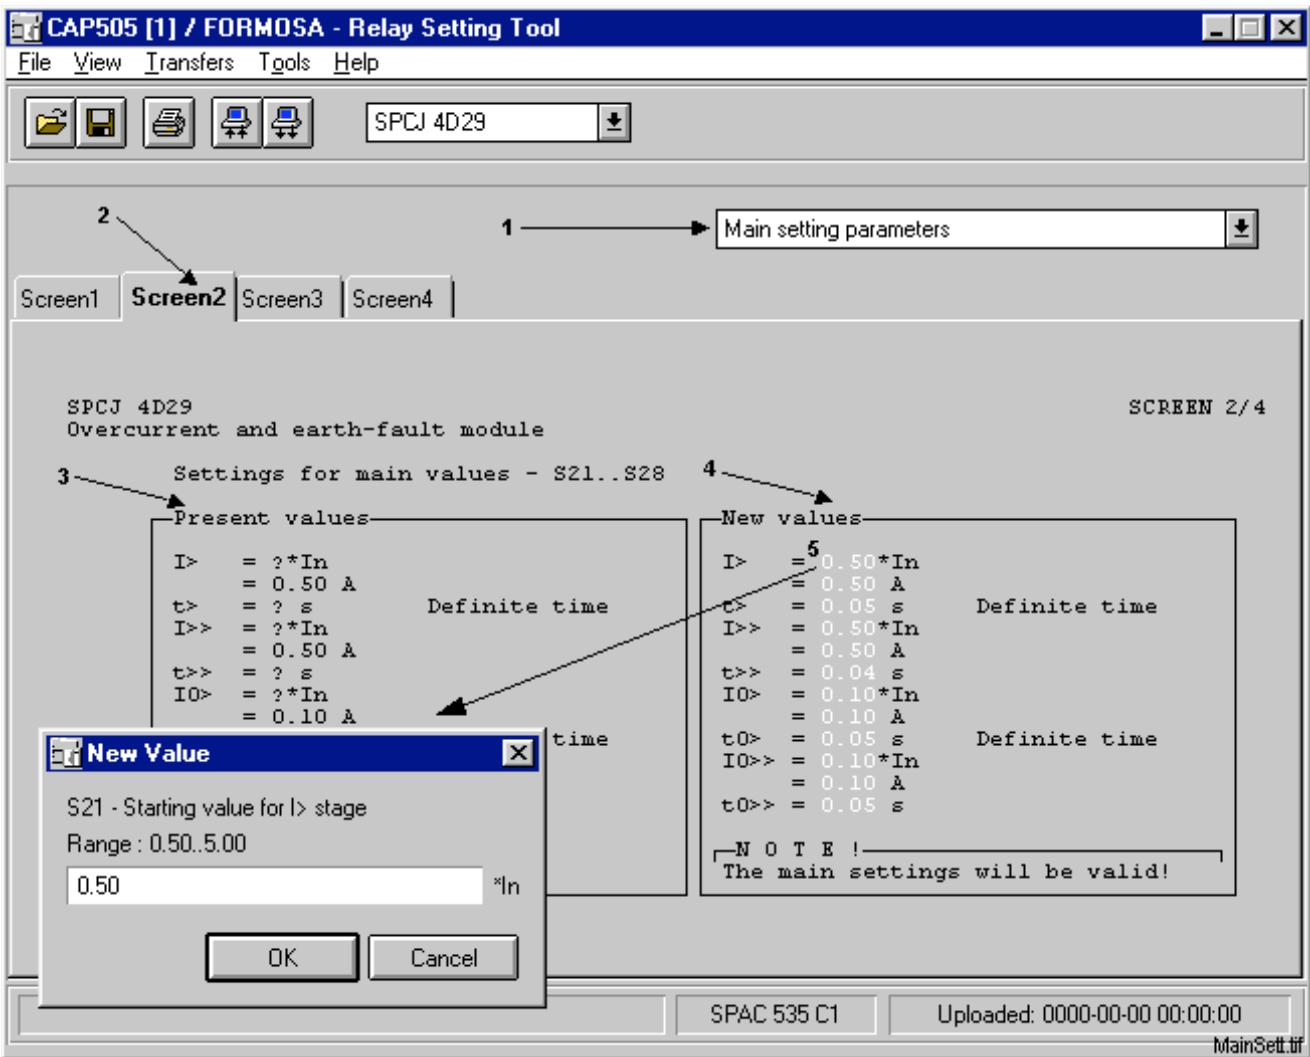 CAP505 [1] / FORMOSA - Relay Setting Tool
File View Transfers Tools Help
SPCJ 4D29
2
1
Main setting parameters
Screen1 Screen2 Screen3 Screen4
SPCJ 4D29 SCREEN 2/4
Overcurrent and earth-fault module
3 Settings for main values - S21..S28 4
Present values
I> = ?*In
= 0.50 A
t> = ? s Definite time
I>> = ?*In
= 0.50 A
t>> = ? s
I0> = ?*In
= 0.10 A
time
New values
5
I> = 0.50*In
= 0.50 A
t> = 0.05 s Definite time
I>> = 0.50*In
= 0.50 A
t>> = 0.04 s
I0> = 0.10*In
= 0.10 A
t0> = 0.05 s Definite time
I0>> = 0.10*In
= 0.10 A
t0>> = 0.05 s
N O T E !
The main settings will be valid!
New Value
S21 - Starting value for I> stage
Range : 0.50..5.00
0.50 *In
OK Cancel
SPAC 535 C1 Uploaded: 0000-00-00 00:00:00
MainSett.tif